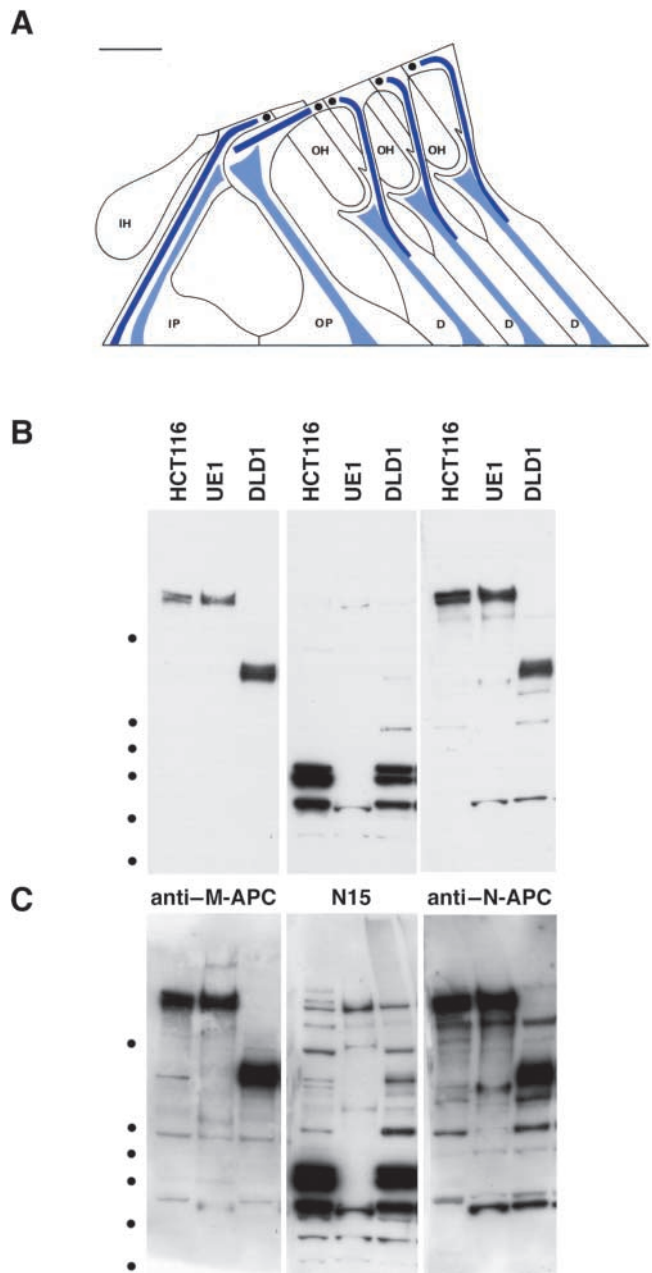 A
OH
OH
OH
IH
IP
OP
D
D
D
B
HCT116 UE1 DLD1 HCT116 UE1 DLD1 HCT116 UE1 DLD1
C
anti–M-APC N15 anti–N-APC